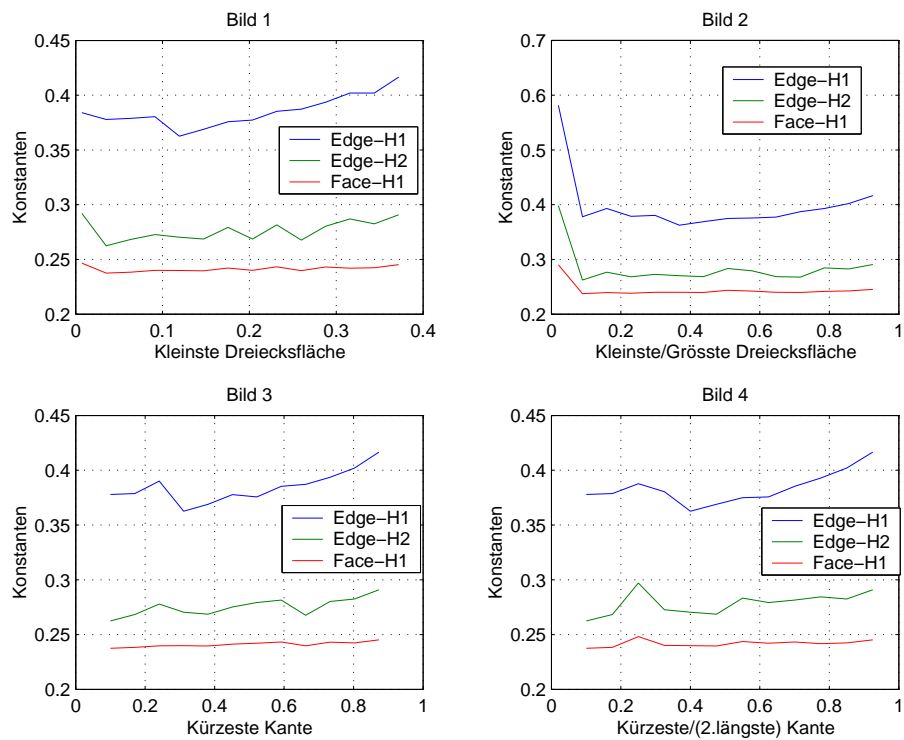 Bild 1
0.45
0.4
0.35
0.3
0.25
0.2
Konstanten
Edge−H1
Edge−H2
Face−H1
0
0.1
0.2
0.3
0.4
Kleinste Dreiecksfläche
Bild 2
0.7
0.6
0.5
0.4
0.3
0.2
Konstanten
Edge−H1
Edge−H2
Face−H1
0
0.2
0.4
0.6
0.8
1
Kleinste/Grösste Dreiecksfläche
Bild 3
0.45
0.4
0.35
0.3
0.25
0.2
Konstanten
Edge−H1
Edge−H2
Face−H1
0
0.2
0.4
0.6
0.8
1
Kürzeste Kante
Bild 4
0.45
0.4
0.35
0.3
0.25
0.2
Konstanten
Edge−H1
Edge−H2
Face−H1
0
0.2
0.4
0.6
0.8
1
Kürzeste/(2.längste) Kante